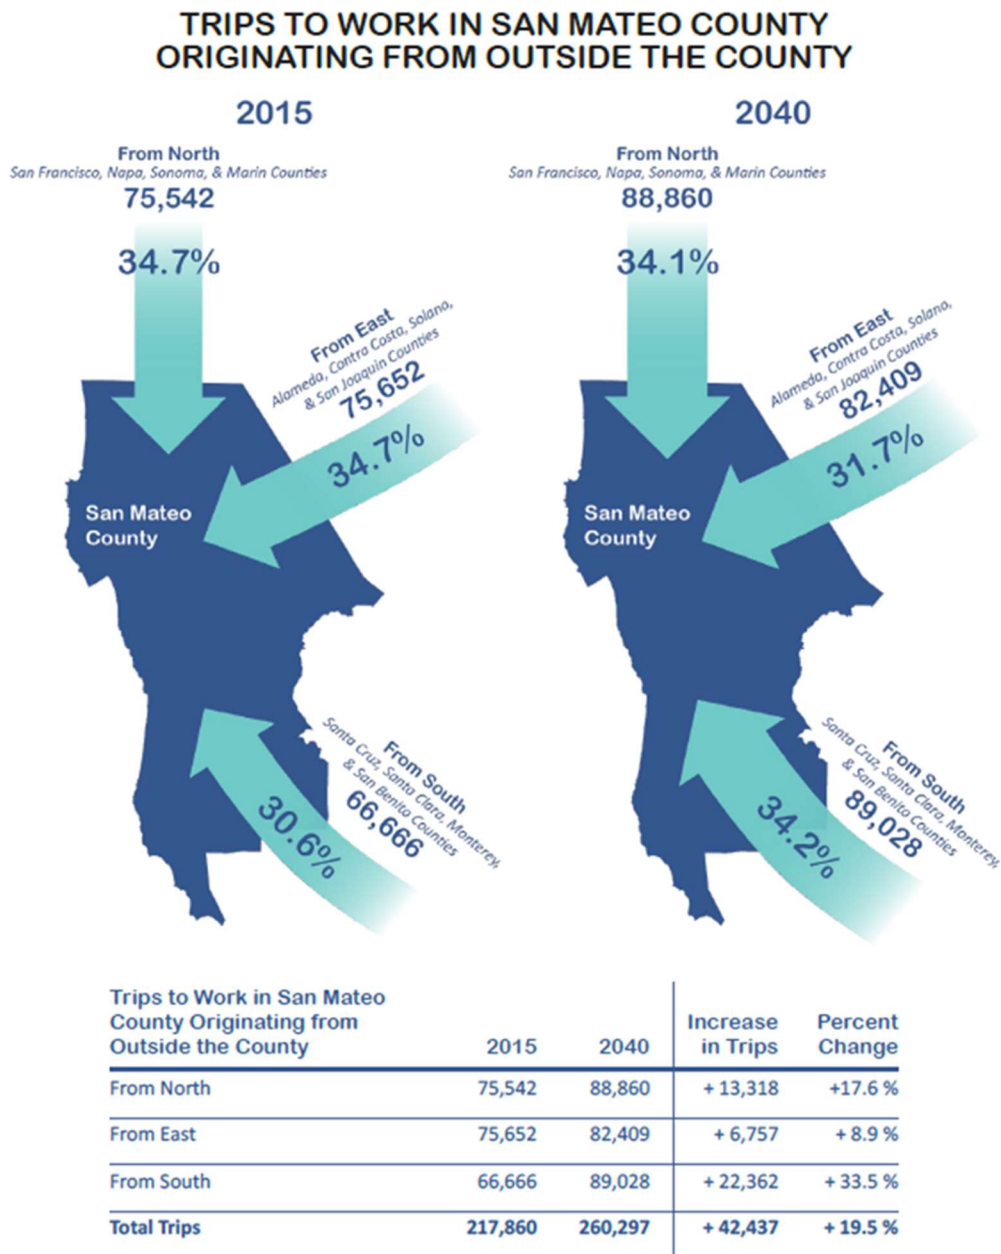 TRIPS TO WORK IN SAN MATEO COUNTY
ORIGINATING FROM OUTSIDE THE COUNTY
2015
From North
San Francisco, Napa, Sonoma, & Marin Counties
75,542
34.7%
From East
Alameda, Contra Costa, Solano,
& San Joaquin Counties
75,652
34.7%
San Mateo
County
From South
Santa Cruz, Santa Clara, Monterey,
& San Benito Counties
66,666
30.6%
2040
From North
San Francisco, Napa, Sonoma, & Marin Counties
88,860
34.1%
From East
Alameda, Contra Costa, Solano,
& San Joaquin Counties
82,409
31.7%
San Mateo
County
From South
Santa Cruz, Santa Clara, Monterey,
& San Benito Counties
89,028
34.2%
Trips to Work in San Mateo
County Originating from
Outside the County 2015 2040 Increase in Trips Percent Change
From North 75,542 88,860 + 13,318 +17.6 %
From East 75,652 82,409 + 6,757 + 8.9 %
From South 66,666 89,028 + 22,362 + 33.5 %
Total Trips 217,860 260,297 + 42,437 + 19.5 %